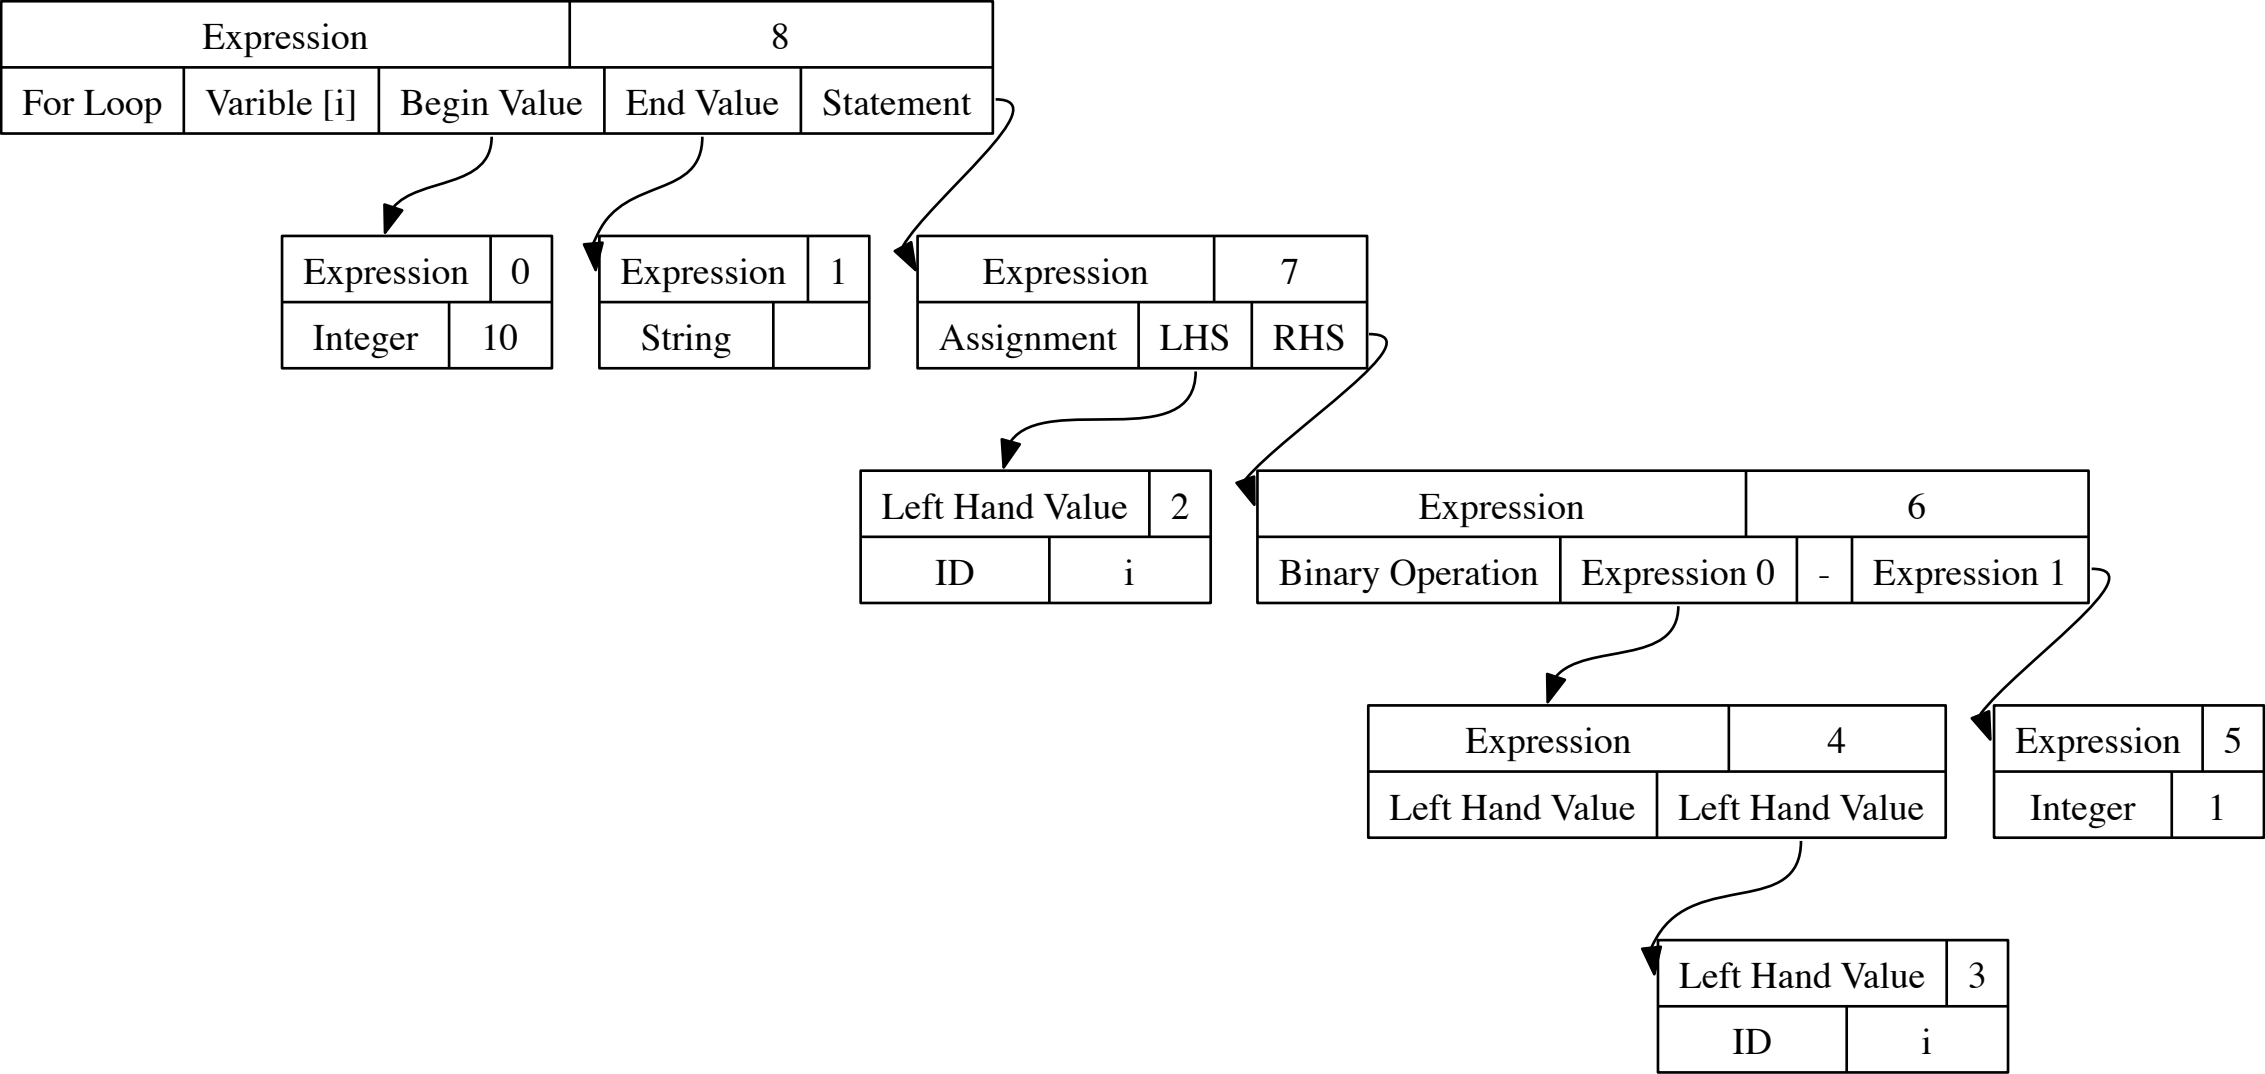 Expression 8
For Loop Varible [i] Begin Value End Value Statement
Expression 0
Integer 10
Expression 1
String
Expression 7
Assignment LHS RHS
Left Hand Value 2
ID i
Expression 6
Binary Operation Expression 0 - Expression 1
Expression 4
Left Hand Value Left Hand Value
Expression 5
Integer 1
Left Hand Value 3
ID i